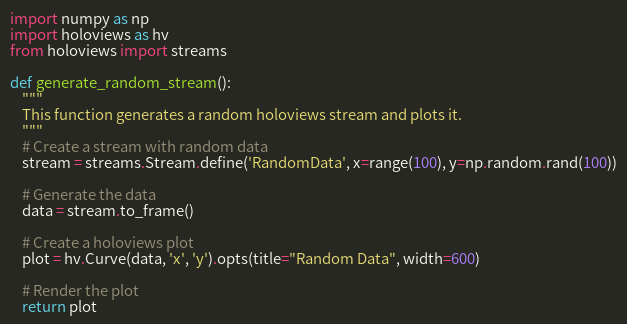 import numpy as np
import holoviews as hv
from holoviews import streams

def generate_random_stream():
    """
    This function generates a random holoviews stream and plots it.
    """
    # Create a stream with random data
    stream = streams.Stream.define('RandomData', x=range(100), y=np.random.rand(100))

    # Generate the data
    data = stream.to_frame()

    # Create a holoviews plot
    plot = hv.Curve(data, 'x', 'y').opts(title="Random Data", width=600)

    # Render the plot
    return plot